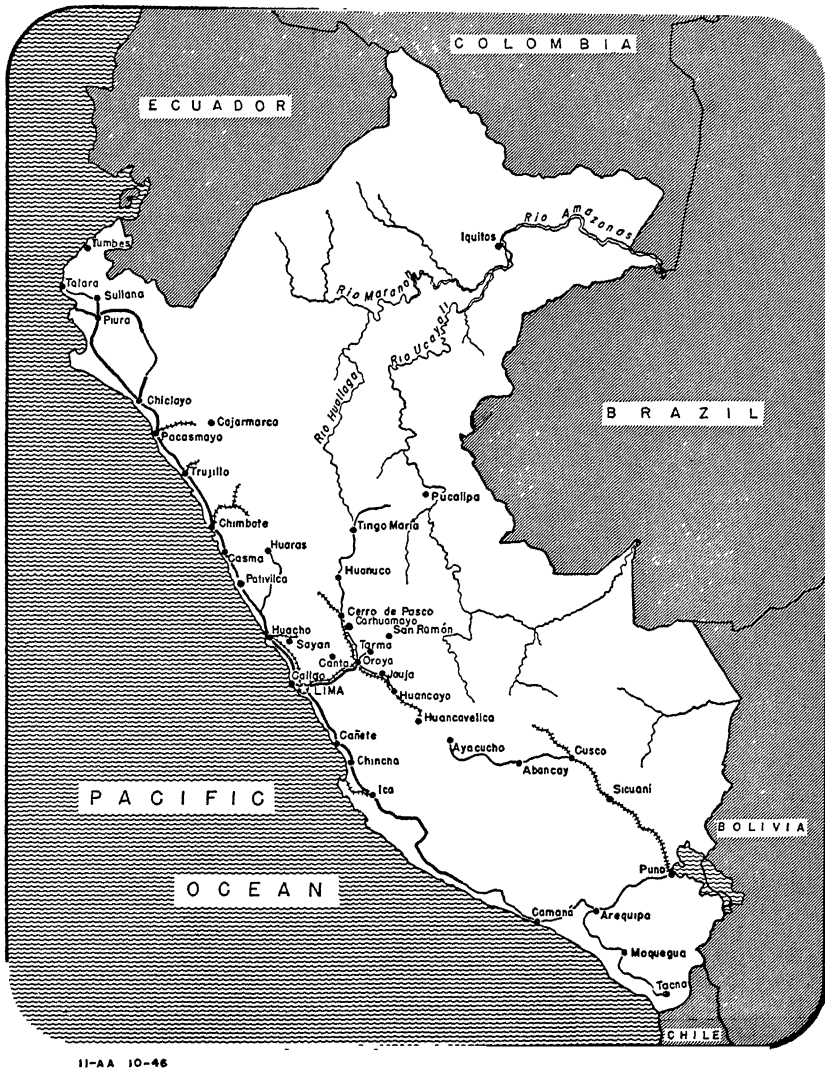 COLOMBIA
ECUADOR
Rio Amazonas
Iquitos
Tumbes
Talara
Sullana
Rio Marañon
Piura
Rio Ucayali
Rio Huallaga
Chiclayo
BRAZIL
Cajamarca
Pacasmayo
Trujillo
Pucallpa
Chimbote
Tingo María
Huaras
Casma
Huanuco
Pativilca
Cerro de Pasco
Carhuamayo
San Ramón
Huacho
Sayan
Tarma
Canta
Oroya
Jauja
Callao
LIMA
Huancayo
Huancavelica
Cañete
Ayacucho
Cusco
Chincha
Abancay
Ica
Sicuaní
PACIFIC
BOLIVIA
Puno
OCEAN
Camaná
Arequipa
Moquegua
Tacna
CHILE
11-AA 10-46